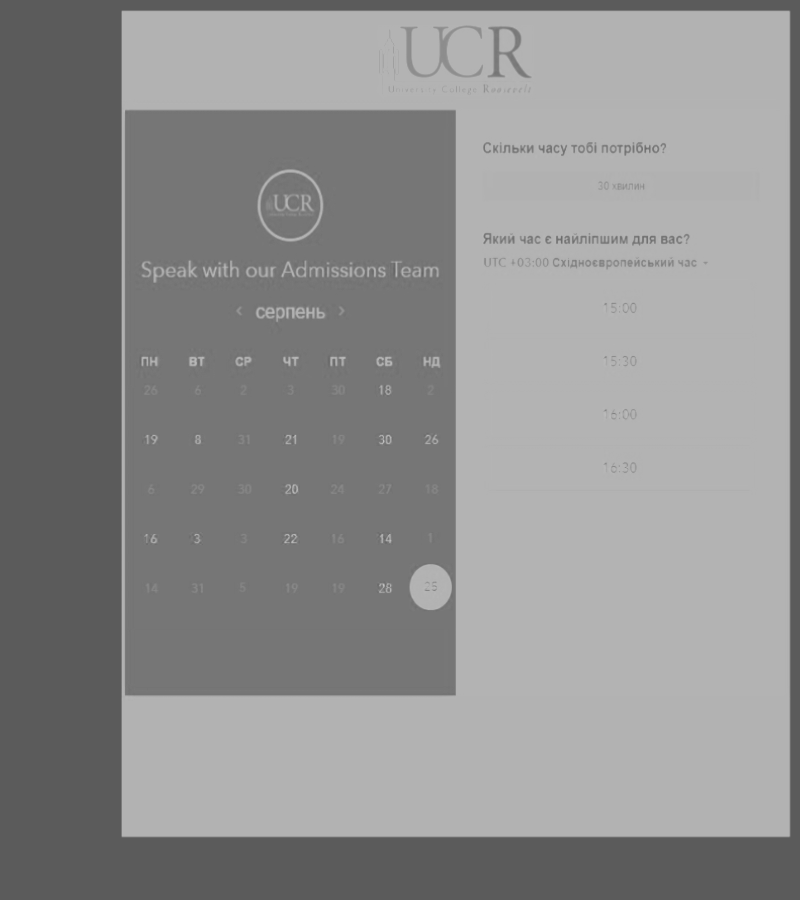 UCR
University College Roosevelt
UCR
Speak with our Admissions Team
< серпень >
ПН ВТ СР ЧТ ПТ СБ НД
26 6 2 3 30 18 2
19 8 31 21 19 30 26
6 29 30 20 24 27 18
16 3 3 22 16 14 1
14 31 5 19 19 28 25
Скільки часу тобі потрібно?
30 хвилин
Який час є найліпшим для вас?
UTC +03:00 Східноєвропейський час
15:00
15:30
16:00
16:30